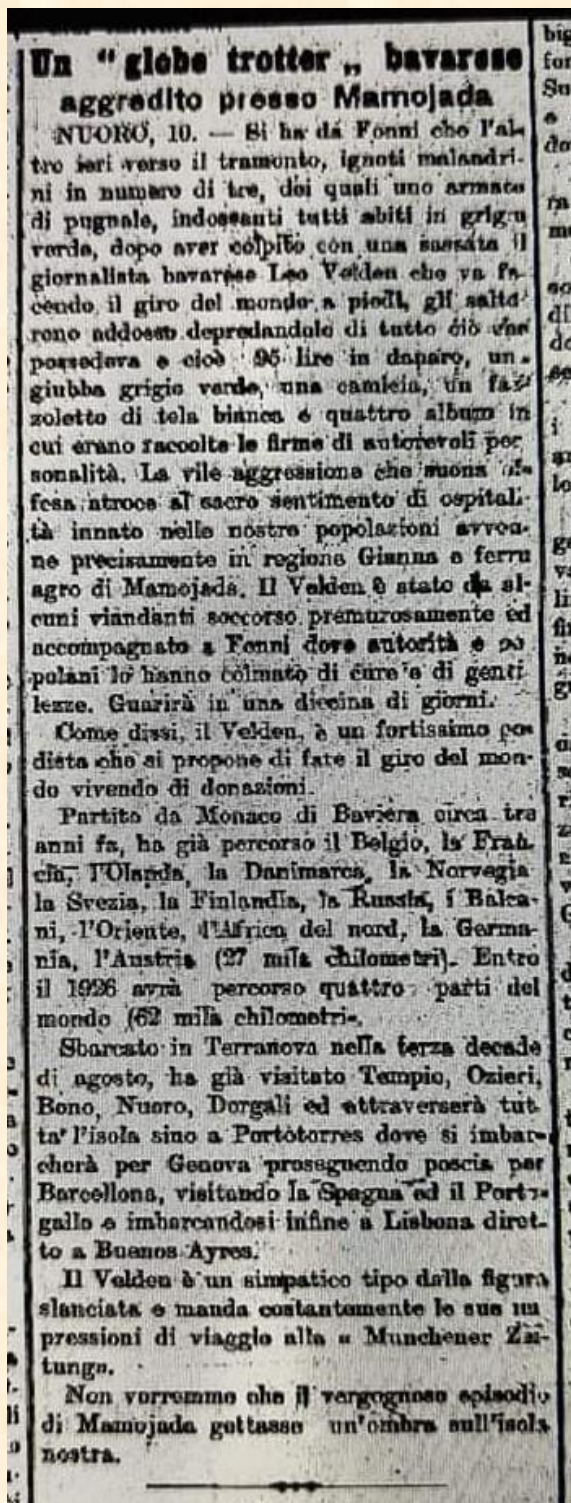 Un “ globe trotter „ bavarese
aggredito presso Mamojada
NUORO, 10. — Si ha da Fonni che l'al-
tro ieri verso il tramonto, ignoti malandri-
ni in numero di tre, dei quali uno armato
di pugnale, indossanti tutti abiti in grigio
verde, dopo aver colpito con una sassata il
giornalista bavarese Leo Velden che va fa-
cendo il giro del mondo a piedi, gli salta-
rono addosso depredandolo di tutto ciò che
possedeva e cioè 95 lire in danaro, un-
giubba grigio verde, una camicia, un faz
zoletto di tela bianca e quattro album in
cui erano raccolte le firme di autorevoli per
sonalità. La vile aggressione che suona of-
fesa atroce al sacro sentimento di ospitali-
tà innato nelle nostre popolazioni avven-
ne precisamente in regione Gianna e ferru
agro di Mamojada. Il Velden è stato da al-
cuni viandanti soccorso premurosamente ed
accompagnato a Fonni dove autorità e po
polani lo hanno colmato di cure e di genti
lezze. Guarirà in una diecina di giorni.
Come dissi, il Velden, è un fortissimo po-
dista che si propone di fate il giro del mon-
do vivendo di donazioni.
Partito da Monaco di Baviera circa tre
anni fa, ha già percorso il Belgio, la Fran-
cia, l'Olanda, la Danimarca, la Norvegia
la Svezia, la Finlandia, la Russia, i Balca-
ni, l'Oriente, l'Africa del nord, la Germa-
nia, l'Austria (27 mila chilometri). Entro
il 1926 avrà percorso quattro parti del
mondo (62 mila chilometri-.
Sbarcato in Terranova nella terza decade
di agosto, ha già visitato Tempio, Ozieri,
Bono, Nuoro, Dorgali ed attraverserà tut-
ta l'isola sino a Portotorres dove si imbar-
cherà per Genova proseguendo poscia per
Barcellona, visitando la Spagna ed il Porto-
gallo e imbarcandosi infine a Lisbona diret-
to a Buenos Ayres.
Il Velden è un simpatico tipo dalla figura
slanciata e manda costantemente le sue im
pressioni di viaggio alla « Munchener Zei-
tung».
Non vorremmo che il vergognoso episodio
di Mamojada gettasse un'ombra sull'isola
nostra.